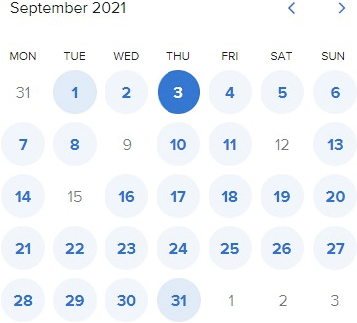 September 2021
MON TUE WED THU FRI SAT SUN
31 1 2 3 4 5 6
7 8 9 10 11 12 13
14 15 16 17 18 19 20
21 22 23 24 25 26 27
28 29 30 31 1 2 3